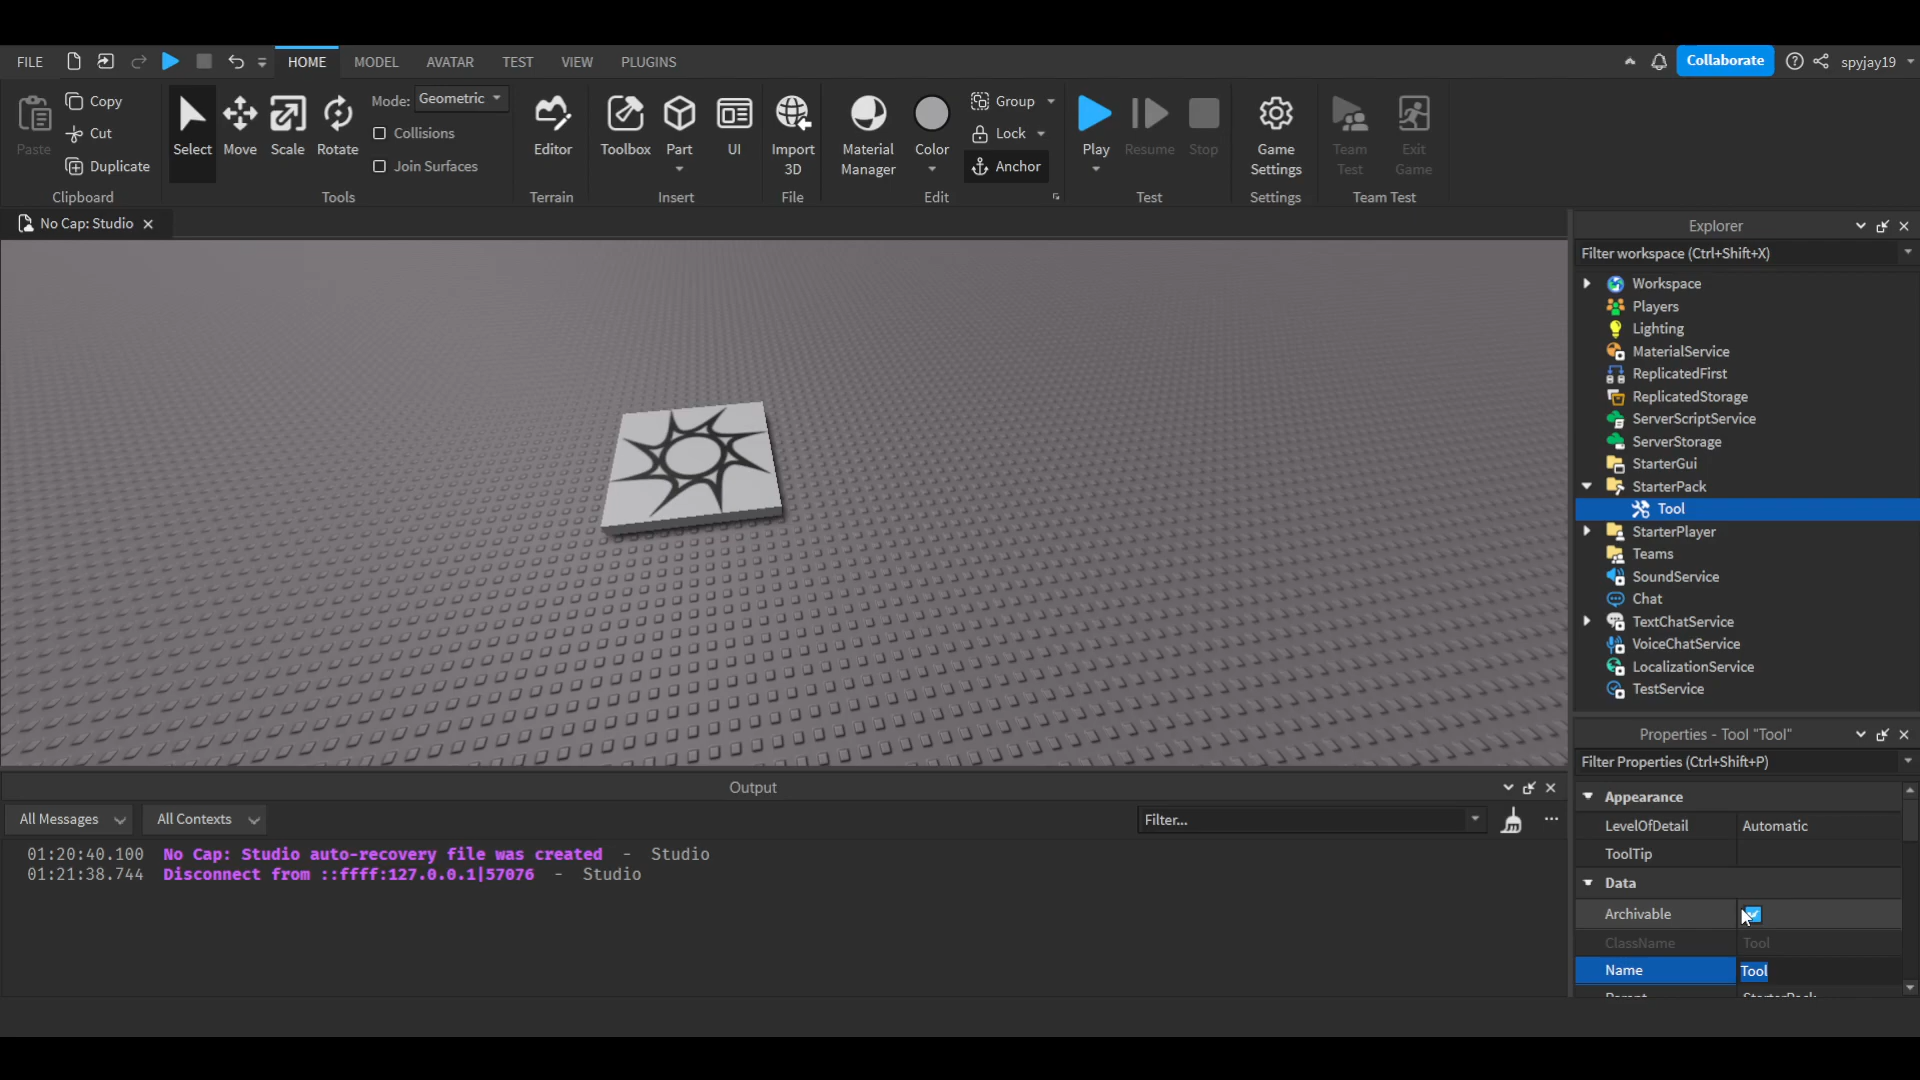 FILE
HOME
MODEL
AVATAR
TEST
VIEW
PLUGINS
Collaborate
spyjay19
Paste
Copy
Cut
Duplicate
Clipboard
Select
Move
Scale
Rotate
Mode: Geometric
Collisions
Join Surfaces
Tools
Editor
Terrain
Toolbox
Part
UI
Insert
Import
3D
File
Material
Manager
Color
Group
Lock
Anchor
Edit
Play
Resume
Stop
Test
Game
Settings
Settings
Team
Test
Exit
Game
Team Test
No Cap: Studio
Explorer
Filter workspace (Ctrl+Shift+X)
Workspace
Players
Lighting
MaterialService
ReplicatedFirst
ReplicatedStorage
ServerScriptService
ServerStorage
StarterGui
StarterPack
Tool
StarterPlayer
Teams
SoundService
Chat
TextChatService
VoiceChatService
LocalizationService
TestService
Properties - Tool "Tool"
Filter Properties (Ctrl+Shift+P)
Appearance
LevelOfDetail Automatic
ToolTip
Data
Archivable
ClassName Tool
Name Tool
Parent StarterPack
Output
All Messages
All Contexts
Filter...
01:20:40.100 No Cap: Studio auto-recovery file was created - Studio
01:21:38.744 Disconnect from ::ffff:127.0.0.1|57076 - Studio